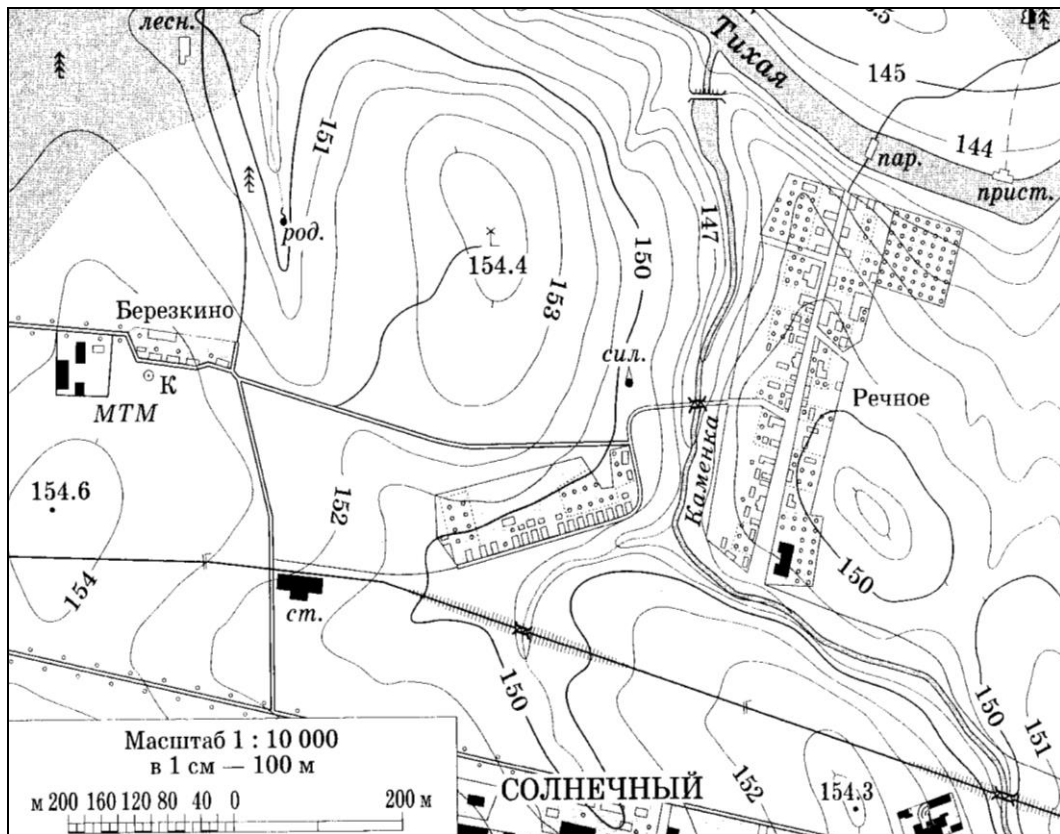 лесн.
Тихая
145
144
пар.
прист.
151
род.
154.4
150
147
153
Березкино
К
МТМ
сил.
Речное
Каменка
154.6
152
154
ст.
150
150
150
151
152
154.3
СОЛНЕЧНЫЙ
Масштаб 1 : 10 000
в 1 см — 100 м
м 200 160 120 80 40 0 200 м